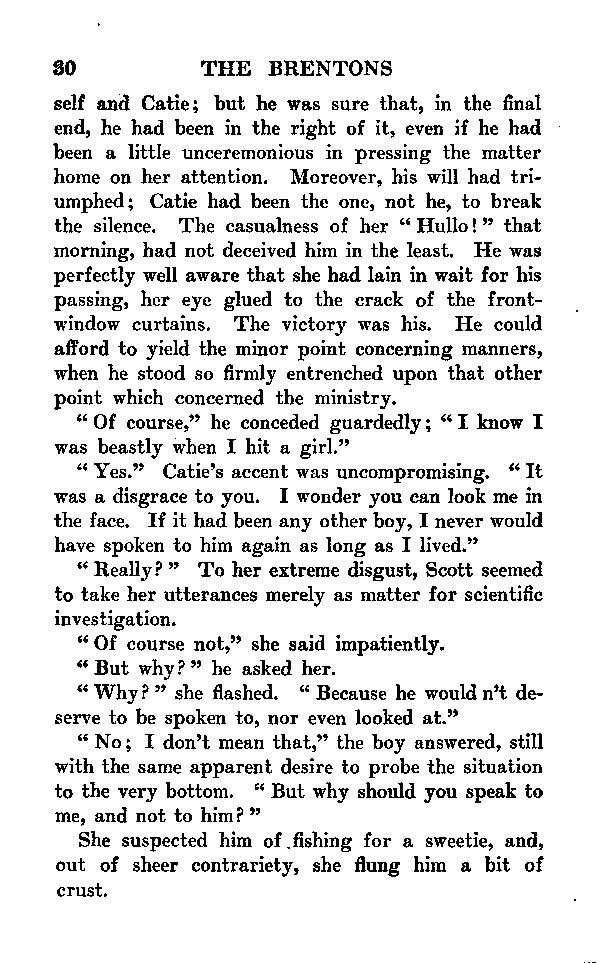 30 THE BRENTONS
self and Catie; but he was sure that, in the final
end, he had been in the right of it, even if he had
been a little unceremonious in pressing the matter
home on her attention. Moreover, his will had tri-
umphed; Catie had been the one, not he, to break
the silence. The casualness of her “Hullo!” that
morning, had not deceived him in the least. He was
perfectly well aware that she had lain in wait for his
passing, her eye glued to the crack of the front-
window curtains. The victory was his. He could
afford to yield the minor point concerning manners,
when he stood so firmly entrenched upon that other
point which concerned the ministry.
“Of course,” he conceded guardedly; “I know I
was beastly when I hit a girl.”
“Yes.” Catie’s accent was uncompromising. “It
was a disgrace to you. I wonder you can look me in
the face. If it had been any other boy, I never would
have spoken to him again as long as I lived.”
“Really?” To her extreme disgust, Scott seemed
to take her utterances merely as matter for scientific
investigation.
“Of course not,” she said impatiently.
“But why?” he asked her.
“Why?” she flashed. “Because he would n’t de-
serve to be spoken to, nor even looked at.”
“No; I don’t mean that,” the boy answered, still
with the same apparent desire to probe the situation
to the very bottom. “But why should you speak to
me, and not to him?”
She suspected him of fishing for a sweetie, and,
out of sheer contrariety, she flung him a bit of
crust.